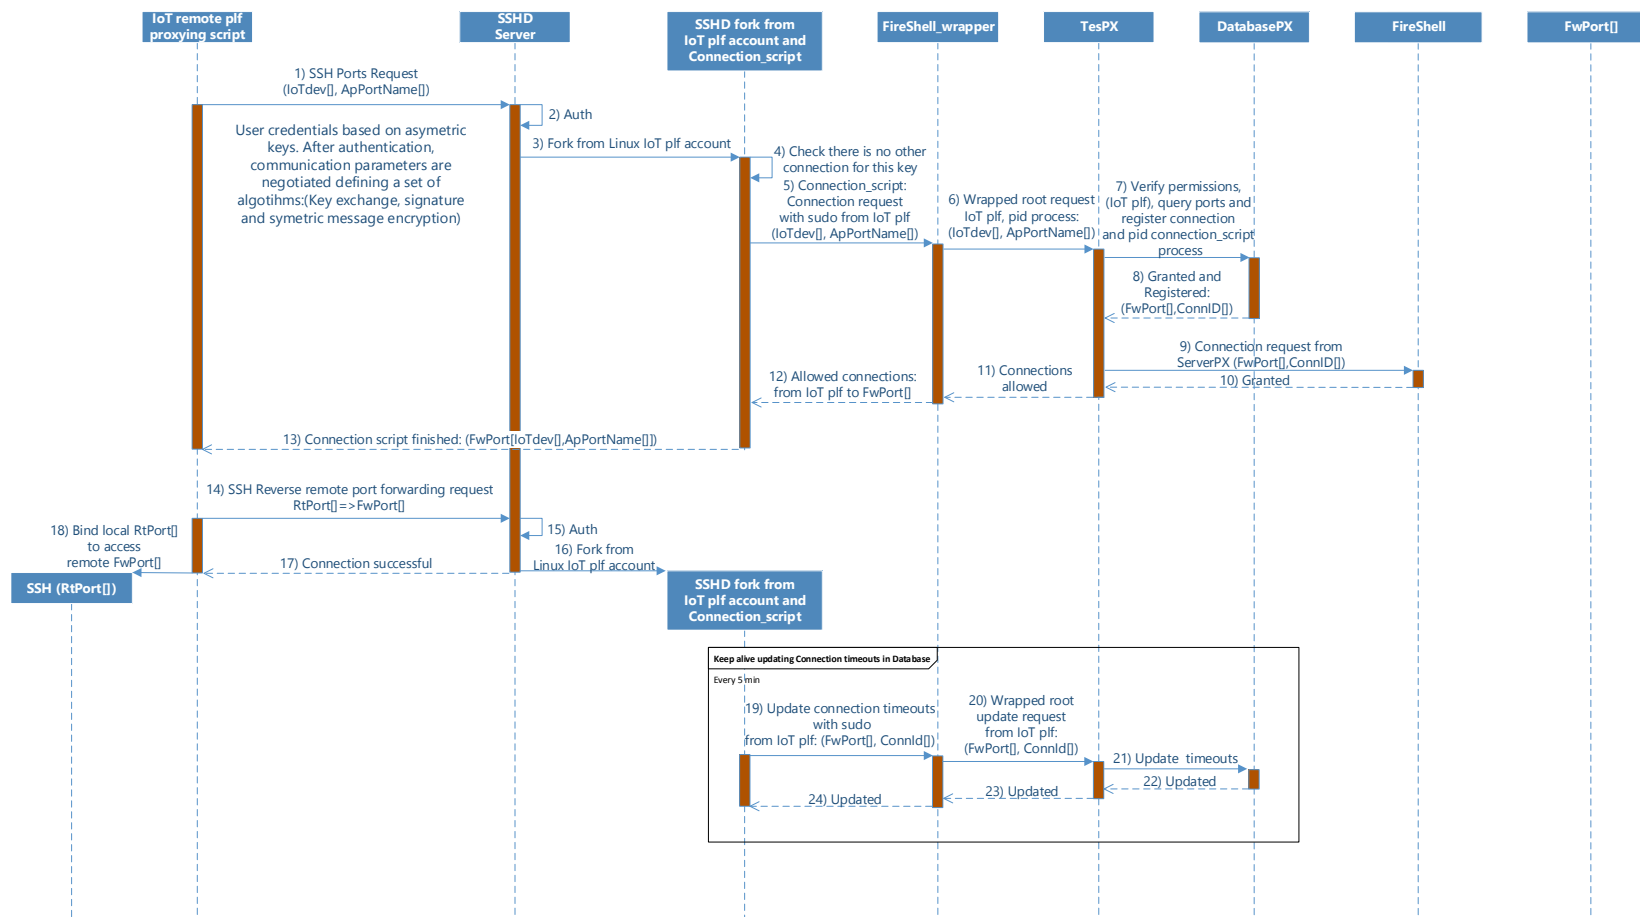 IoT remote plf
proxying script
SSHD
Server
SSHD fork from
IoT plf account and
Connection_script
FireShell_wrapper
TesPX
DatabasePX
FireShell
FwPort[]
1) SSH Ports Request
(IoTdev[], ApPortName[])
2) Auth
User credentials based on asymetric
keys. After authentication,
communication parameters are
negotiated defining a set of
algotihms:(Key exchange, signature
and symetric message encryption)
3) Fork from Linux IoT plf account
4) Check there is no other
connection for this key
5) Connection_script:
Connection request
with sudo from IoT plf
(IoTdev[], ApPortName[])
6) Wrapped root request
IoT plf, pid process:
(IoTdev[], ApPortName[])
7) Verify permissions,
(IoT plf), query ports and
register connection
and pid connection_script
process
8) Granted and
Registered:
(FwPort[],ConnID[])
9) Connection request from
ServerPX (FwPort[],ConnID[])
10) Granted
11) Connections
allowed
12) Allowed connections:
from IoT plf to FwPort[]
13) Connection script finished: (FwPort[IoTdev[],ApPortName[]])
14) SSH Reverse remote port forwarding request
RtPort[]=>FwPort[]
15) Auth
16) Fork from
Linux IoT plf account
17) Connection successful
18) Bind local RtPort[]
to access
remote FwPort[]
SSH (RtPort[])
SSHD fork from
IoT plf account and
Connection_script
Keep alive updating Connection timeouts in Database
Every 5 min
19) Update connection timeouts
with sudo
from IoT plf: (FwPort[], ConnId[])
20) Wrapped root
update request
from IoT plf:
(FwPort[], ConnId[])
21) Update timeouts
22) Updated
23) Updated
24) Updated